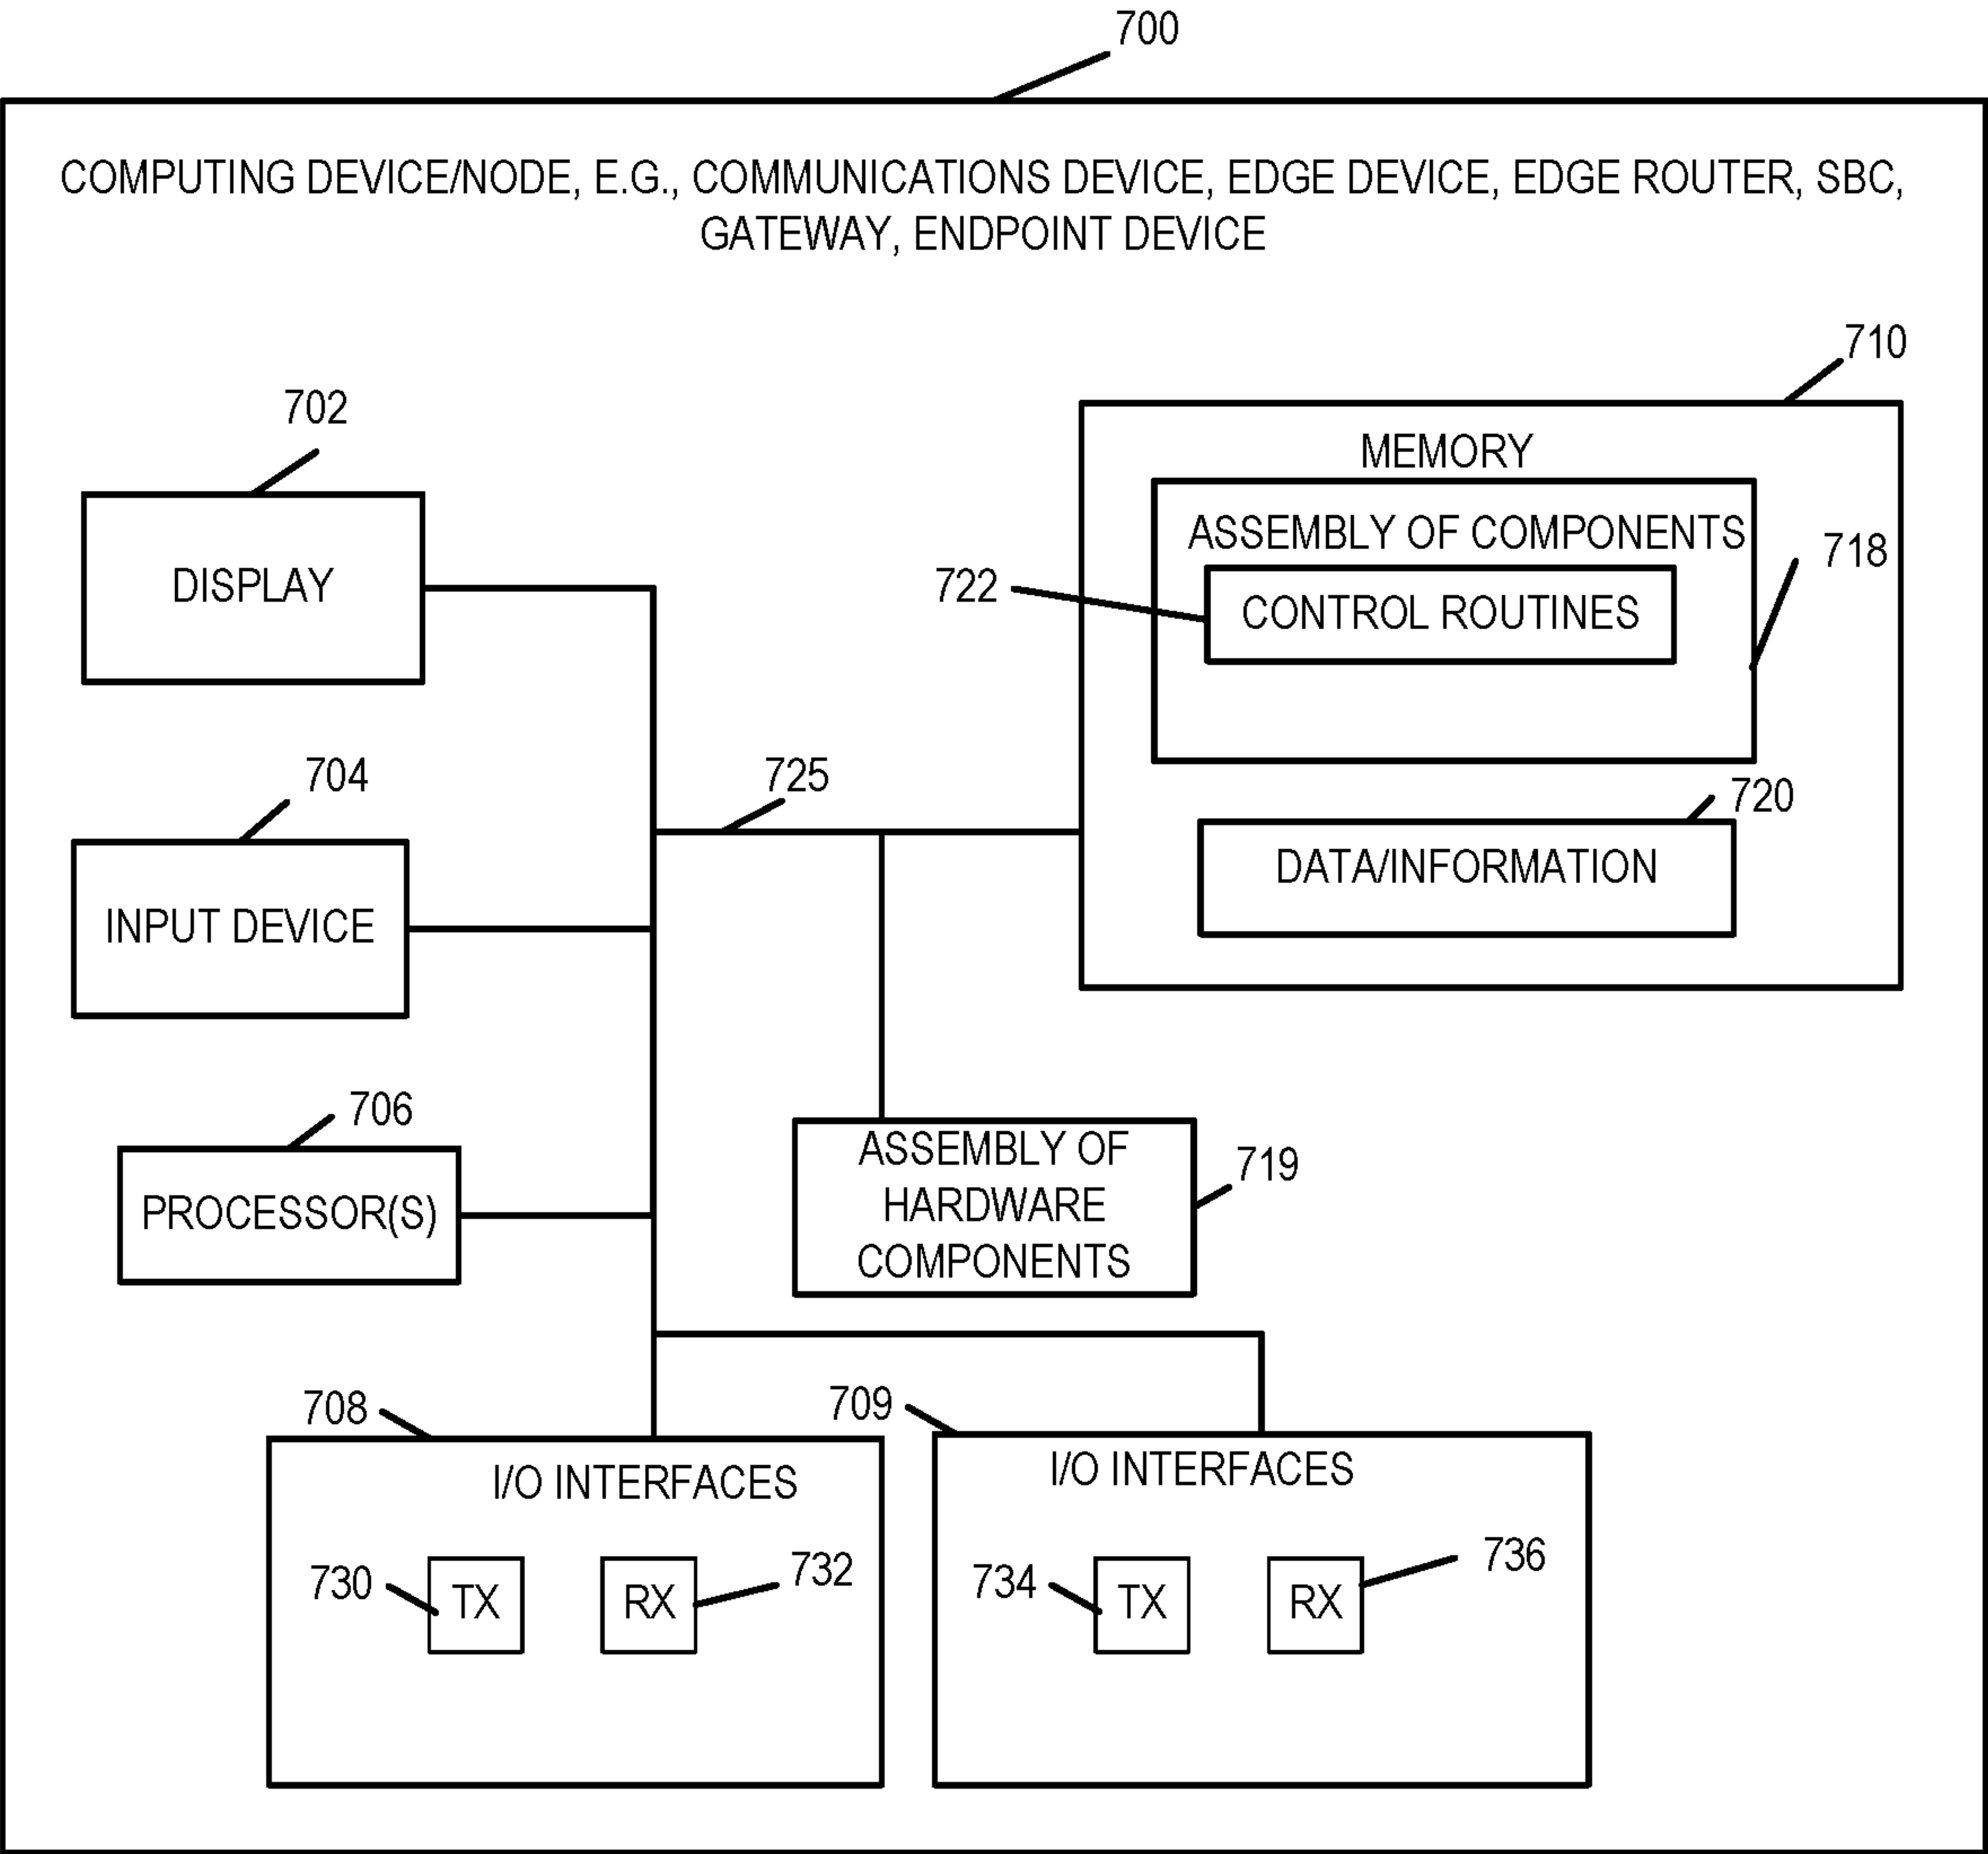 700
COMPUTING DEVICE/NODE, E.G., COMMUNICATIONS DEVICE, EDGE DEVICE, EDGE ROUTER, SBC,
GATEWAY, ENDPOINT DEVICE
710
702
MEMORY
ASSEMBLY OF COMPONENTS
718
722
CONTROL ROUTINES
DISPLAY
704
725
720
DATA/INFORMATION
INPUT DEVICE
706
PROCESSOR(S)
ASSEMBLY OF
HARDWARE
COMPONENTS
719
708
709
I/O INTERFACES
I/O INTERFACES
730
TX
RX
732
734
TX
RX
736